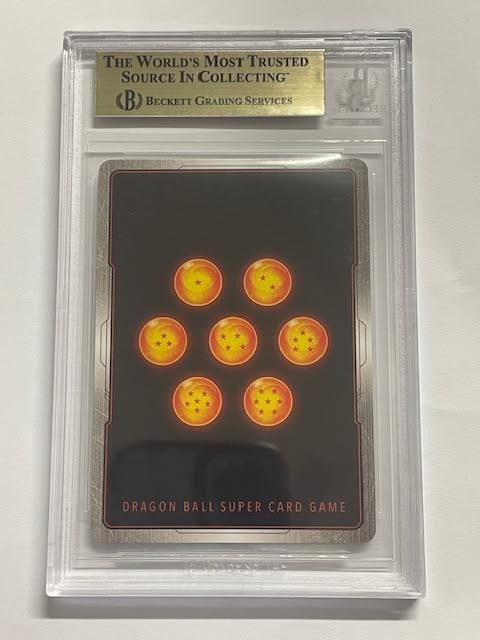 THE WORLD'S MOST TRUSTED
SOURCE IN COLLECTING™
B BECKETT GRADING SERVICES
DRAGON BALL SUPER CARD GAME